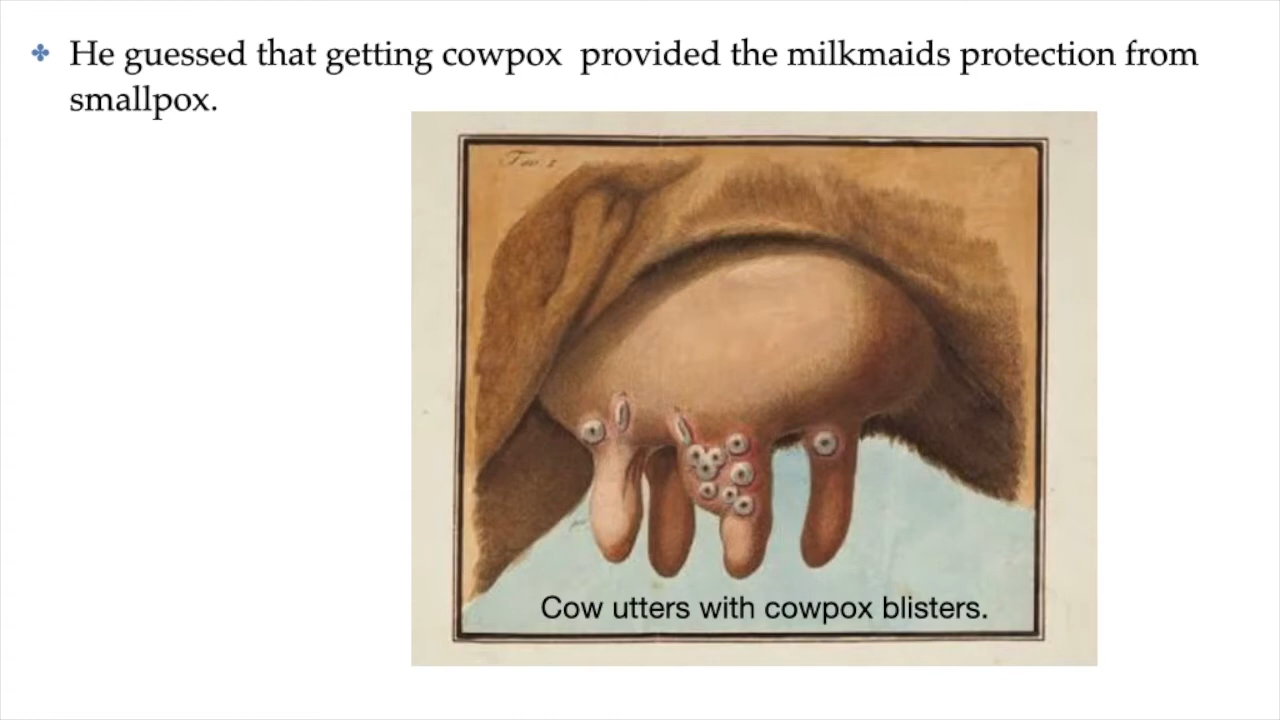 He guessed that getting cowpox provided the milkmaids protection from
smallpox.
Cow utters with cowpox blisters.